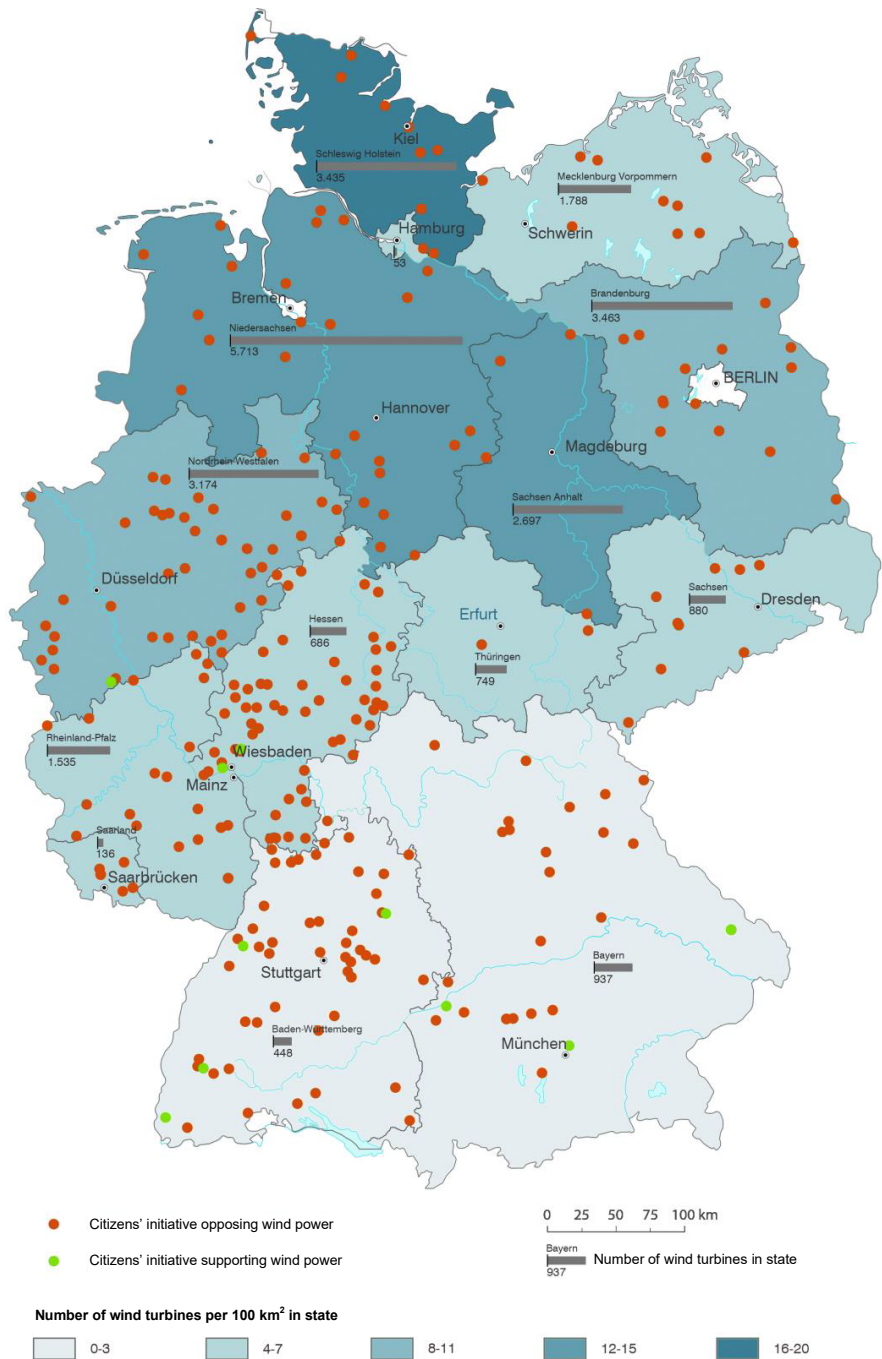 Kiel
Schleswig Holstein
3.435
Mecklenburg Vorpommern
1.788
Schwerin
Hamburg
53
Brandenburg
3.463
Bremen
Niedersachsen
5.713
BERLIN
Hannover
Magdeburg
Nordrhein-Westfalen
3.174
Sachsen Anhalt
2.697
Düsseldorf
Sachsen
880
Dresden
Hessen
686
Erfurt
Thüringen
749
Rheinland-Pfalz
1.535
Wiesbaden
Mainz
Saarland
136
Saarbrücken
Stuttgart
Bayern
937
Baden-Württemberg
448
München
Citizens’ initiative opposing wind power
Citizens’ initiative supporting wind power
0 25 50 75 100 km
Bayern
937
Number of wind turbines in state
Number of wind turbines per 100 km² in state
0-3 4-7 8-11 12-15 16-20